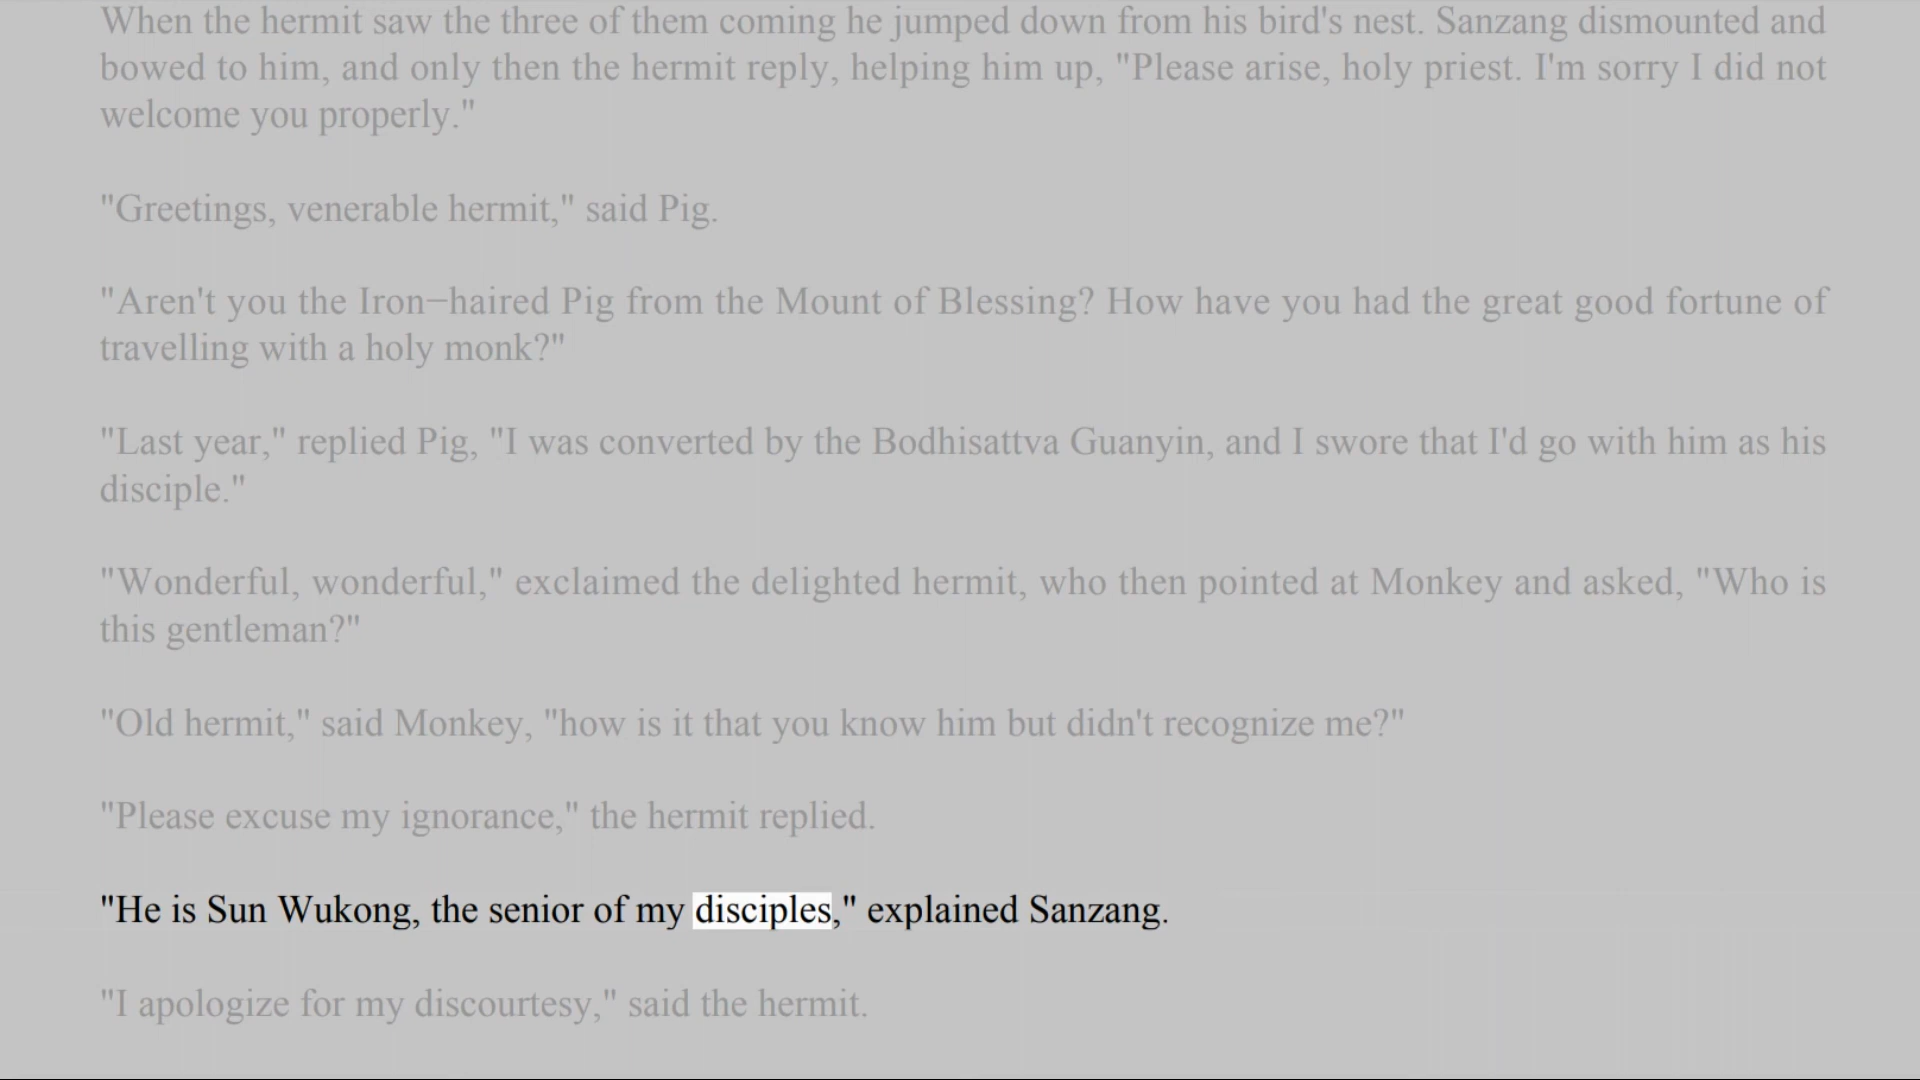 When the hermit saw the three of them coming he jumped down from his bird's nest. Sanzang dismounted and
bowed to him, and only then the hermit reply, helping him up, "Please arise, holy priest. I'm sorry I did not
welcome you properly."
"Greetings, venerable hermit," said Pig.
"Aren't you the Iron−haired Pig from the Mount of Blessing? How have you had the great good fortune of
travelling with a holy monk?"
"Last year," replied Pig, "I was converted by the Bodhisattva Guanyin, and I swore that I'd go with him as his
disciple."
"Wonderful, wonderful," exclaimed the delighted hermit, who then pointed at Monkey and asked, "Who is
this gentleman?"
"Old hermit," said Monkey, "how is it that you know him but didn't recognize me?"
"Please excuse my ignorance," the hermit replied.
"He is Sun Wukong, the senior of my disciples," explained Sanzang.
"I apologize for my discourtesy," said the hermit.